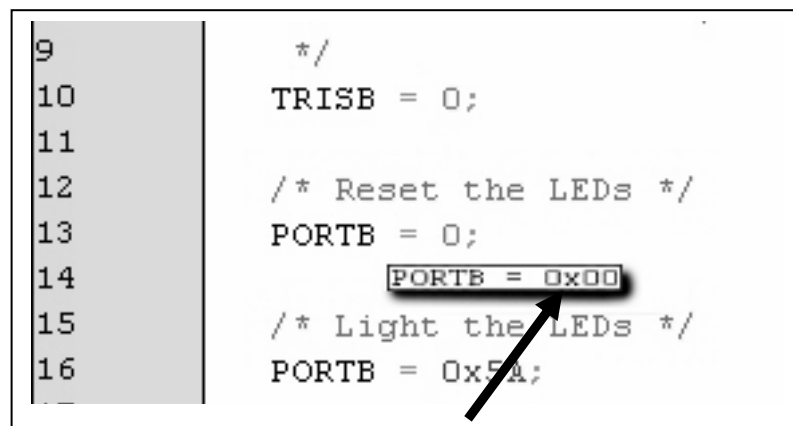 9 */
10 TRISB = 0;
11
12 /* Reset the LEDs */
13 PORTB = 0;
14 PORTB = 0x00
15 /* Light the LEDs */
16 PORTB = 0x5A;